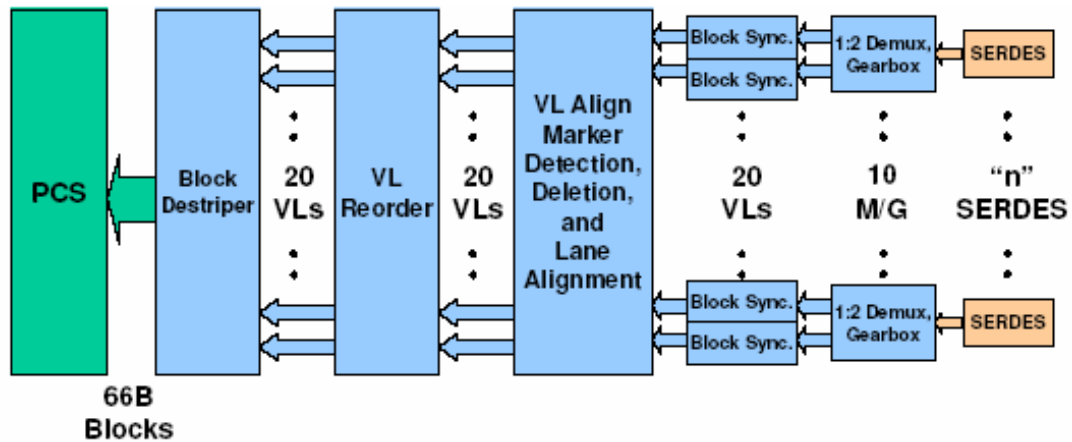 PCS
66B
Blocks
Block
Destriper
20
VLs
VL
Reorder
20
VLs
VL Align
Marker
Detection,
Deletion,
and
Lane
Alignment
Block Sync.
Block Sync.
20
VLs
Block Sync.
Block Sync.
1:2 Demux,
Gearbox
10
M/G
1:2 Demux,
Gearbox
SERDES
“n”
SERDES
SERDES